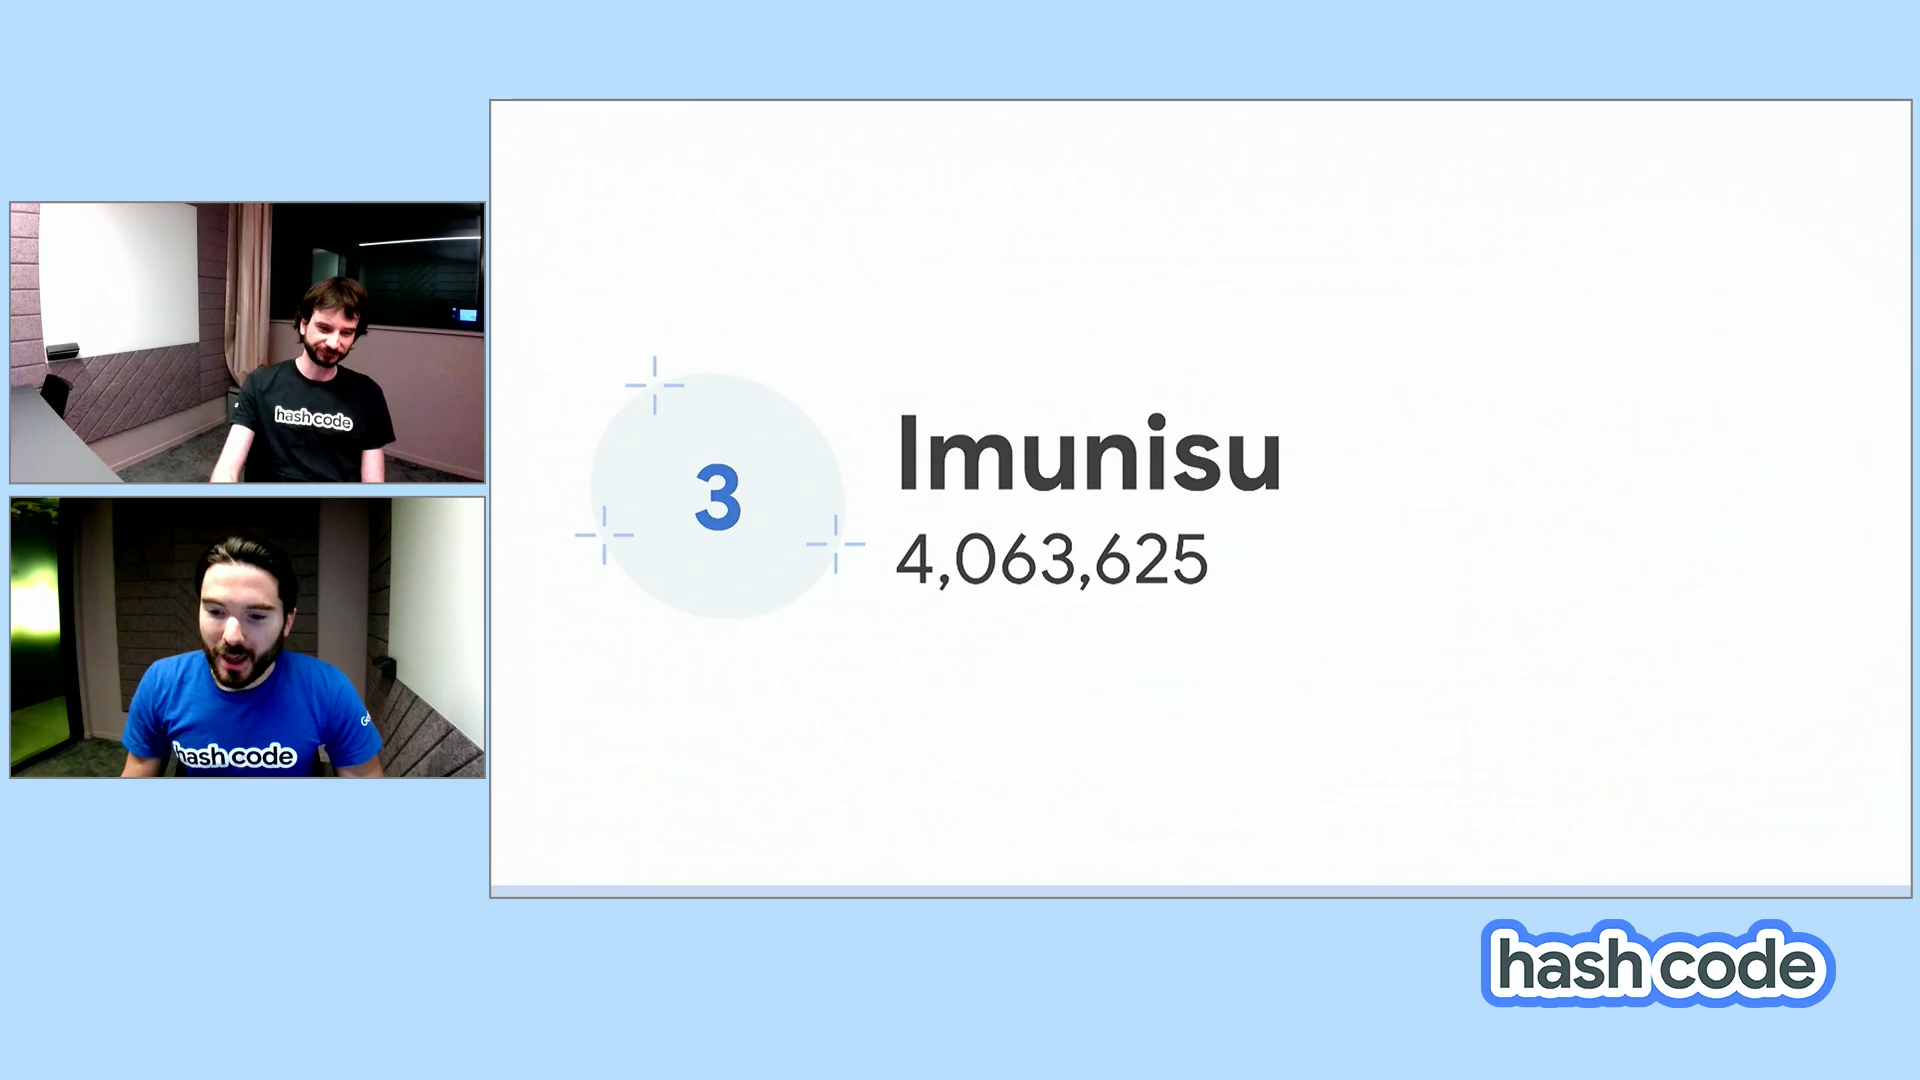 hash code
hash code
3
Imunisu
4,063,625
hash code